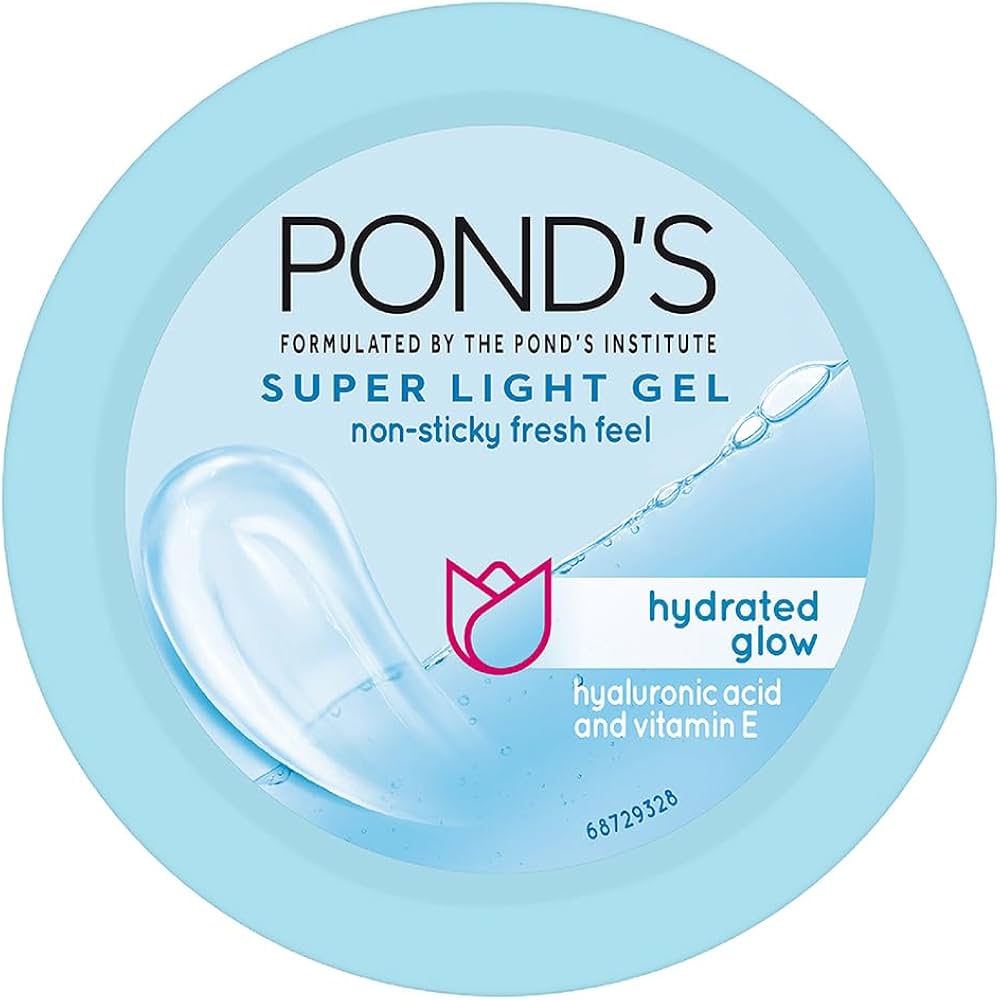 POND'S
FORMULATED BY THE POND'S INSTITUTE
SUPER LIGHT GEL
non-sticky fresh feel
hydrated
glow
hyaluronic acid
and vitamin E
68729328